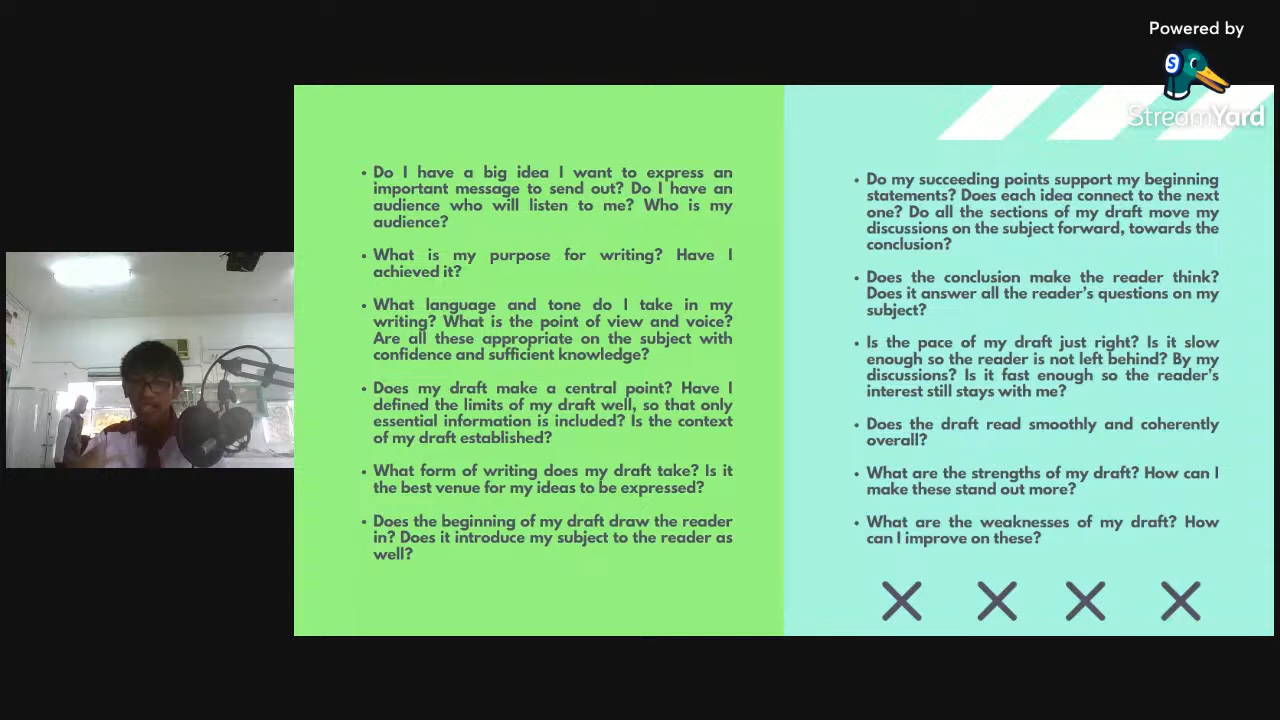 Powered by
S
StreamYard
• Do I have a big idea I want to express an
important message to send out? Do I have an
audience who will listen to me? Who is my
audience?
• What is my purpose for writing? Have I
achieved it?
• What language and tone do I take in my
writing? What is the point of view and voice?
Are all these appropriate on the subject with
confidence and sufficient knowledge?
• Does my draft make a central point? Have I
defined the limits of my draft well, so that only
essential information is included? Is the context
of my draft established?
• What form of writing does my draft take? Is it
the best venue for my ideas to be expressed?
• Does the beginning of my draft draw the reader
in? Does it introduce my subject to the reader as
well?
• Do my succeeding points support my beginning
statements? Does each idea connect to the next
one? Do all the sections of my draft move my
discussions on the subject forward, towards the
conclusion?
• Does the conclusion make the reader think?
Does it answer all the reader's questions on my
subject?
• Is the pace of my draft just right? Is it slow
enough so the reader is not left behind? By my
discussions? Is it fast enough so the reader's
interest still stays with me?
• Does the draft read smoothly and coherently
overall?
• What are the strengths of my draft? How can I
make these stand out more?
• What are the weaknesses of my draft? How
can I improve on these?